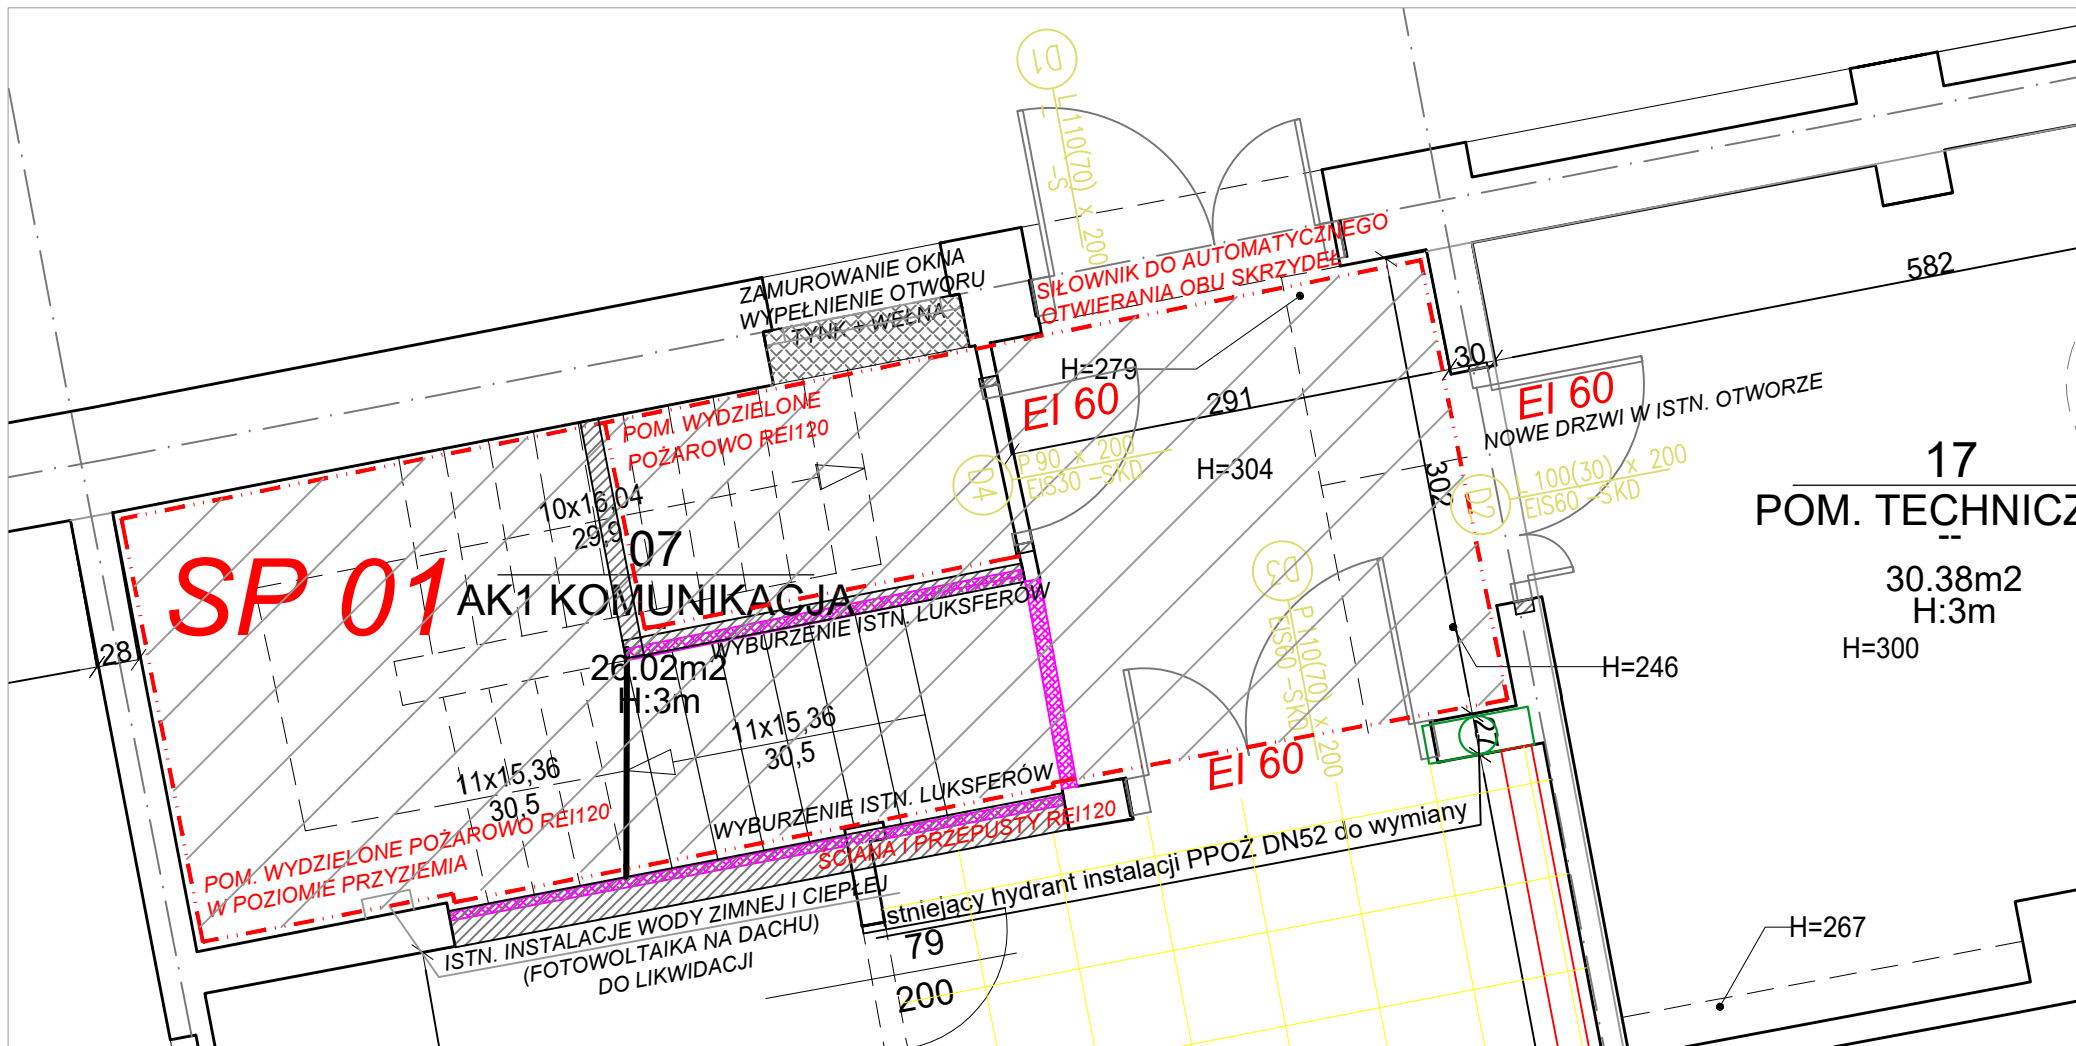 D1
L 110(70) x 200
-S
ZAMUROWANIE OKNA
WYPEŁNIENIE OTWORU
TYNK + WEŁNA
SIŁOWNIK DO AUTOMATYCZNEGO
OTWIERANIA OBU SKRZYDEŁ
582
H=279
30
EI 60
291
EI 60
NOWE DRZWI W ISTN. OTWORZE
POM. WYDZIELONE
POŻAROWO REI120
D4
P 90 x 200
EIS30 -SKD
H=304
302
D2
100(30) x 200
EIS60 -SKD
17
POM. TECHNICZ
--
30.38m2
H:3m
H=300
10x16,04
29,9
SP 01
07
AK1 KOMUNIKACJA
26.02m2
H:3m
WYBURZENIE ISTN. LUKSFERÓW
D3
P 10(70) x 200
EIS60 -SKD
28
H=246
11x15,36
30,5
11x15,36
30,5
27
EI 60
WYBURZENIE ISTN. LUKSFERÓW
ŚCIANA I PRZEPUSTY REI120
POM. WYDZIELONE POŻAROWO REI120
W POZIOMIE PRZYZIEMIA
stniejący hydrant instalacji PPOŻ DN52 do wymiany
ISTN. INSTALACJE WODY ZIMNEJ I CIEPŁEJ
(FOTOWOLTAIKA NA DACHU)
DO LIKWIDACJI
79
200
H=267